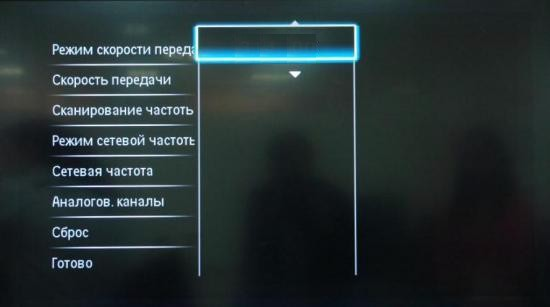 Режим скорости переда
Скорость передачи
Сканирование частоть
Режим сетевой частоть
Сетевая частота
Аналогов. каналы
Сброс
Готово